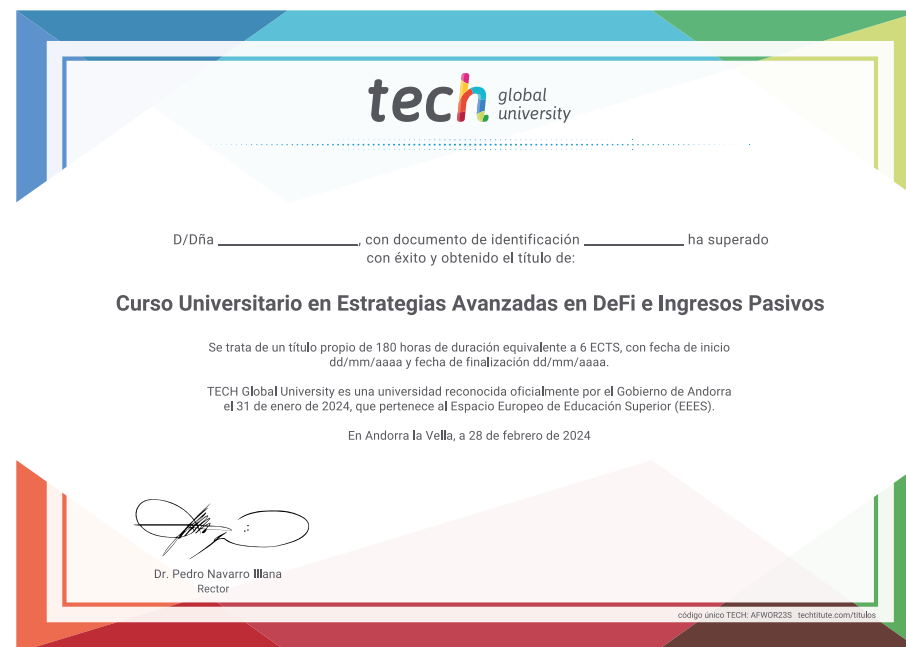 tech global university
D/Dña ____________________, con documento de identificación ______________ ha superado
con éxito y obtenido el título de:
Curso Universitario en Estrategias Avanzadas en DeFi e Ingresos Pasivos
Se trata de un título propio de 180 horas de duración equivalente a 6 ECTS, con fecha de inicio
dd/mm/aaaa y fecha de finalización dd/mm/aaaa.
TECH Global University es una universidad reconocida oficialmente por el Gobierno de Andorra
el 31 de enero de 2024, que pertenece al Espacio Europeo de Educación Superior (EEES).
En Andorra la Vella, a 28 de febrero de 2024
Dr. Pedro Navarro Illana
Rector
código único TECH: AFWOR23S techtitute.com/titulos